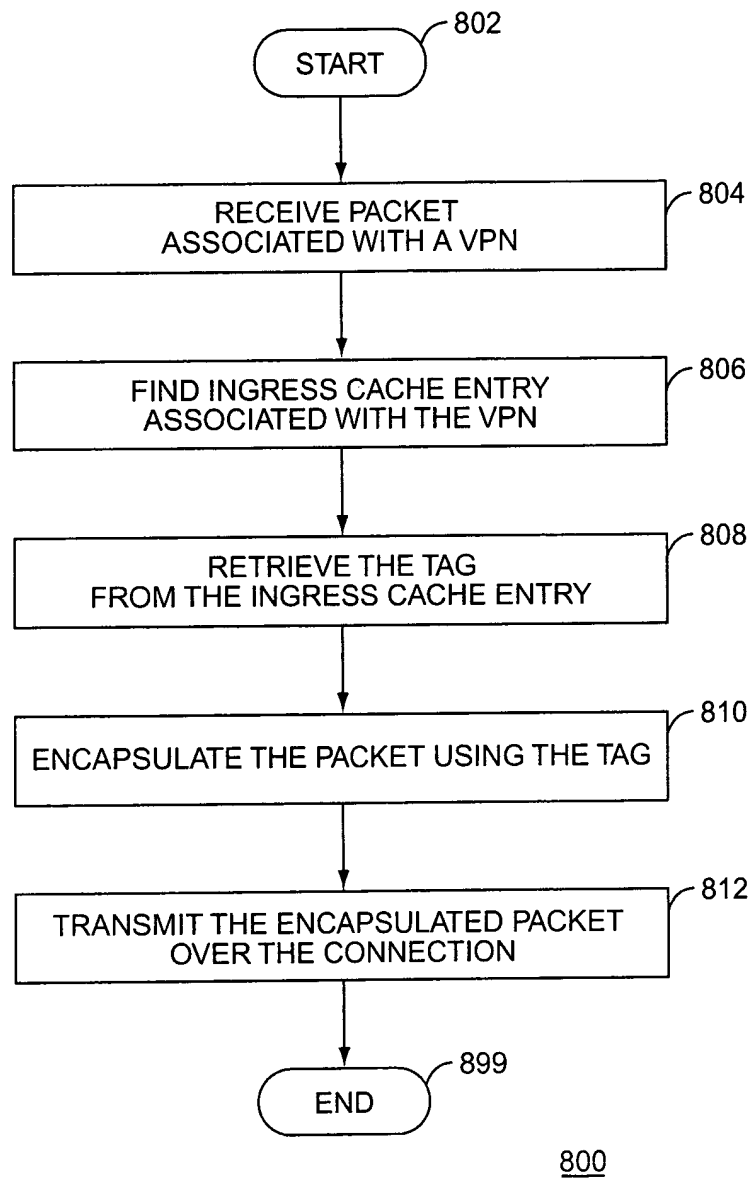 START
802
RECEIVE PACKET
ASSOCIATED WITH A VPN
804
FIND INGRESS CACHE ENTRY
ASSOCIATED WITH THE VPN
806
RETRIEVE THE TAG
FROM THE INGRESS CACHE ENTRY
808
ENCAPSULATE THE PACKET USING THE TAG
810
TRANSMIT THE ENCAPSULATED PACKET
OVER THE CONNECTION
812
END
899
800